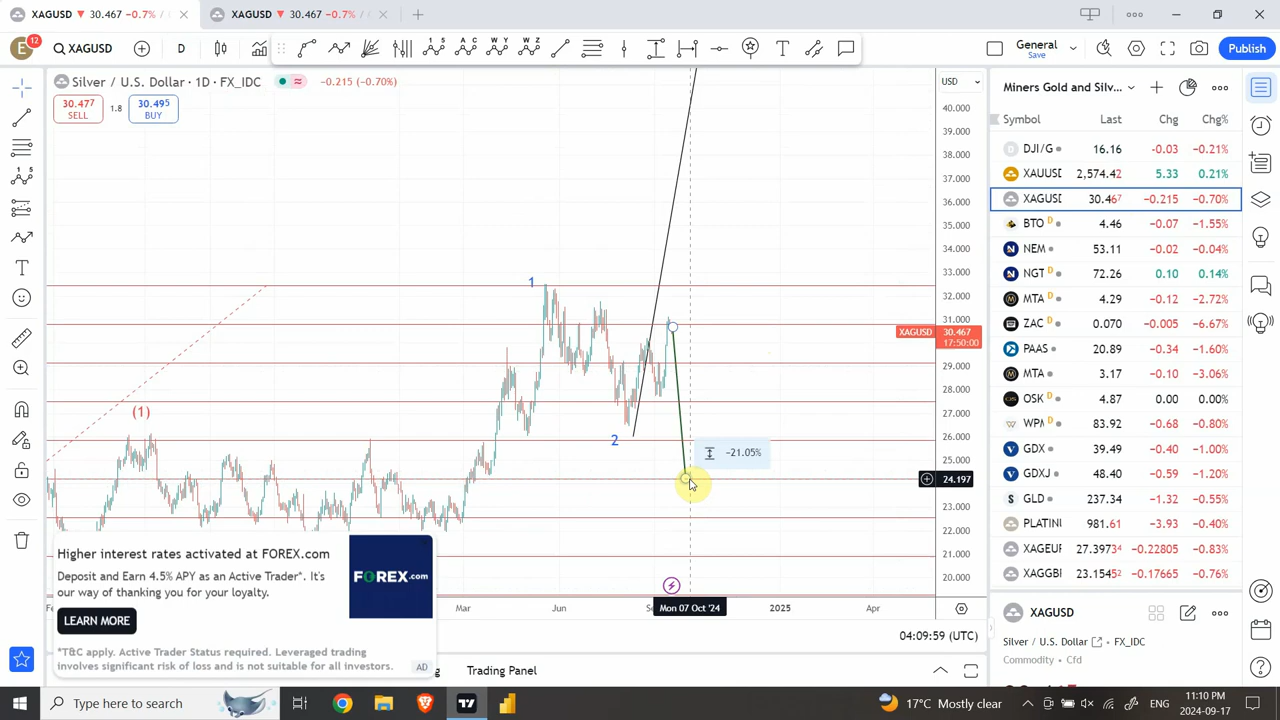 XAGUSD 30.467 −0.7%
XAGUSD 30.467 −0.7%
E 12 XAGUSD D
General
Save
Publish
Silver / U.S. Dollar · 1D · FX_IDC −0.215 (−0.70%)
30.477 SELL 1.8 30.495 BUY
USD
40.000
39.000
38.000
37.000
36.000
35.000
34.000
33.000
32.000
31.000
XAGUSD 30.467
17:50:00
29.000
28.000
27.000
26.000
25.000
24.197
23.000
22.000
21.000
20.000
(1)
1
2
−21.05%
Mar Jun Mon 07 Oct '24 2025 Apr
04:09:59 (UTC)
Higher interest rates activated at FOREX.com
Deposit and Earn 4.5% APY as an Active Trader*. It's
our way of thanking you for your loyalty.
LEARN MORE
FOREX.com
*T&C apply. Active Trader Status required. Leveraged trading
involves significant risk of loss and is not suitable for all investors.
AD
Trading Panel
Miners Gold and Silv...
Symbol Last Chg Chg%
DJI/G 16.16 −0.03 −0.21%
XAUUSD 2,574.42 5.33 0.21%
XAGUSD 30.467 −0.215 −0.70%
BTO D 4.46 −0.07 −1.55%
NEM 53.11 −0.02 −0.04%
NGT D 72.26 0.10 0.14%
MTA D 4.29 −0.12 −2.72%
ZAC D 0.070 −0.005 −6.67%
PAAS 20.89 −0.34 −1.60%
MTA 3.17 −0.10 −3.06%
OSK D 4.87 0.00 0.00%
WPM D 83.92 −0.68 −0.80%
GDX 39.49 −0.40 −1.00%
GDXJ 48.40 −0.59 −1.20%
GLD 237.34 −1.32 −0.55%
PLATIN 981.61 −3.93 −0.40%
XAGEUR 27.39734 −0.22805 −0.83%
XAGGB 23.15452 −0.17665 −0.76%
XAGUSD
Silver / U.S. Dollar FX_IDC
Commodity • Cfd
Type here to search
17°C Mostly clear
ENG
11:10 PM
2024-09-17